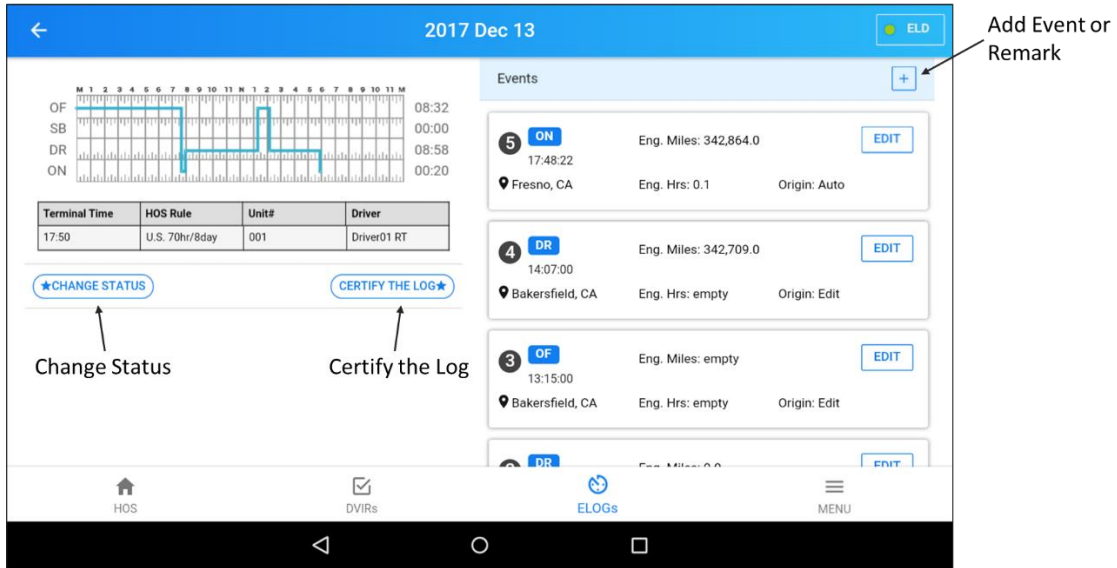 2017 Dec 13
ELD
Add Event or
Remark
M 1 2 3 4 5 6 7 8 9 10 11 N 1 2 3 4 5 6 7 8 9 10 11 M
OF 08:32
SB 00:00
DR 08:58
ON 00:20
Terminal Time HOS Rule Unit# Driver
17:50 U.S. 70hr/8day 001 Driver01 RT
★CHANGE STATUS CERTIFY THE LOG★
Change Status Certify the Log
Events +
5 ON Eng. Miles: 342,864.0 EDIT
17:48:22
Fresno, CA Eng. Hrs: 0.1 Origin: Auto
4 DR Eng. Miles: 342,709.0 EDIT
14:07:00
Bakersfield, CA Eng. Hrs: empty Origin: Edit
3 OF Eng. Miles: empty EDIT
13:15:00
Bakersfield, CA Eng. Hrs: empty Origin: Edit
DR Eng. Miles: 0.0 EDIT
HOS DVIRs ELOGs MENU